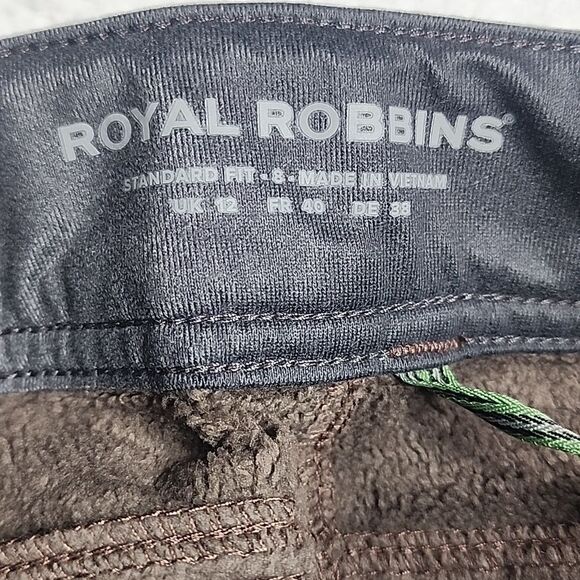 ROYAL ROBBINS®
STANDARD FIT - 8 - MADE IN VIETNAM
UK 12 FR 40 DE 38